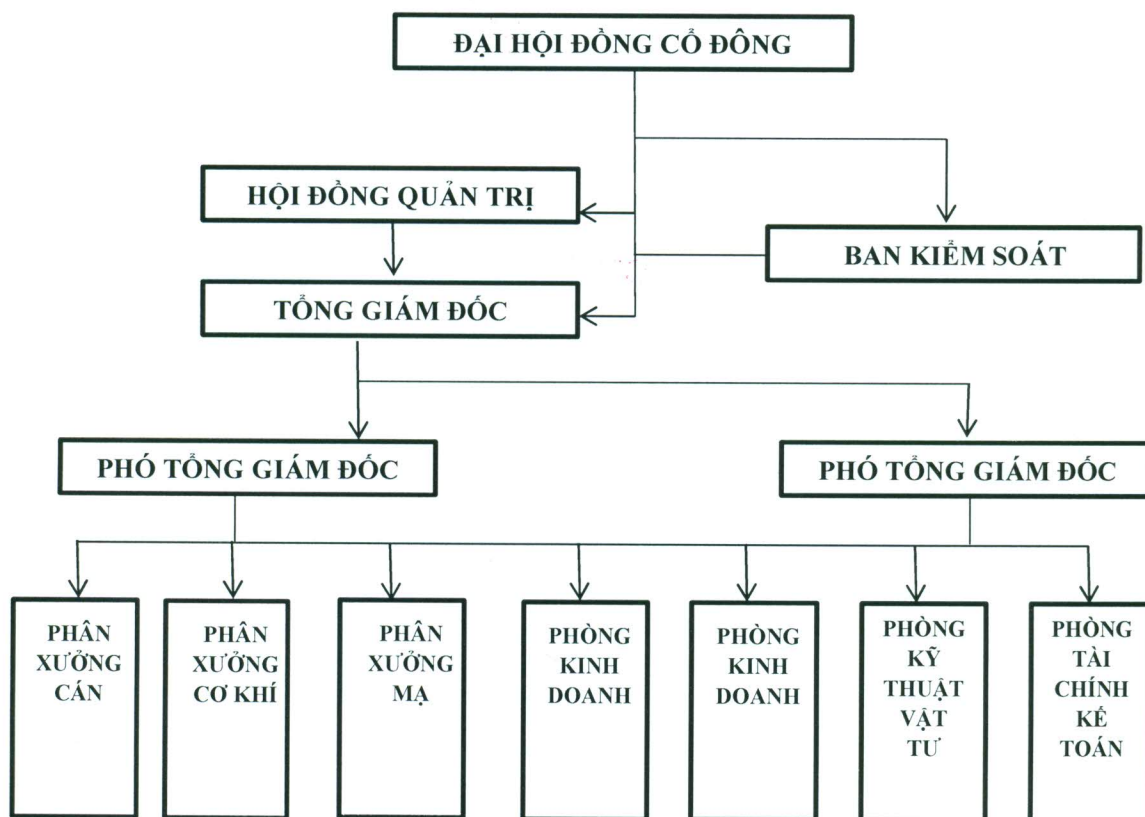 ĐẠI HỘI ĐỒNG CỔ ĐÔNG
HỘI ĐỒNG QUẢN TRỊ
BAN KIỂM SOÁT
TỔNG GIÁM ĐỐC
PHÓ TỔNG GIÁM ĐỐC
PHÓ TỔNG GIÁM ĐỐC
PHÂN
XƯỞNG
CÁN
PHÂN
XƯỞNG
CƠ KHÍ
PHÂN
XƯỞNG
MẠ
PHÒNG
KINH
DOANH
PHÒNG
KINH
DOANH
PHÒNG
KỸ
THUẬT
VẬT
TƯ
PHÒNG
TÀI
CHÍNH
KẾ
TOÁN